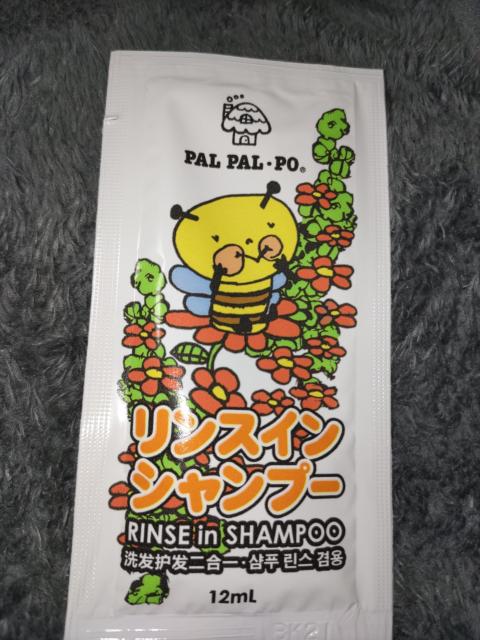 PAL PAL・PO®
リンスイン
シャンプー
RINSE in SHAMPOO
洗发护发二合一・샴푸 린스 겸용
12mL